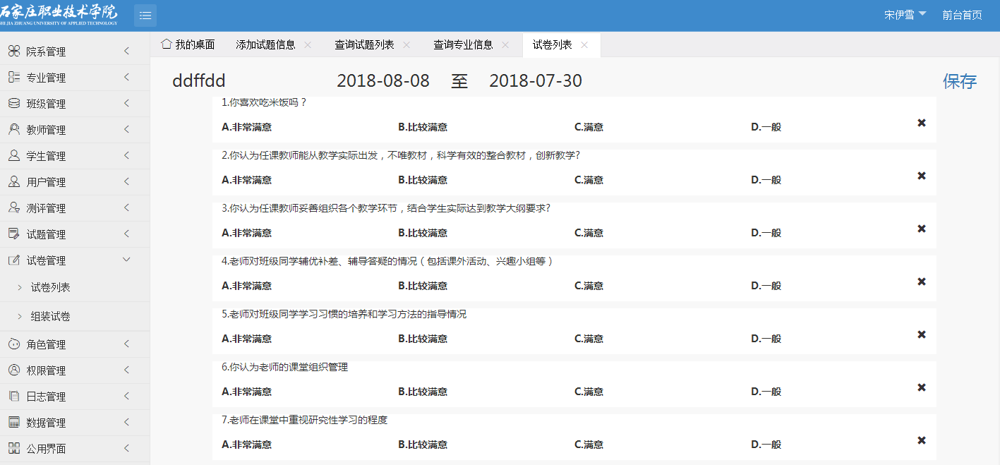 石家庄职业技术学院
SHI JIA ZHUANG UNIVERSITY OF APPLIED TECHNOLOGY
宋伊雪 前台首页
我的桌面 添加试题信息 查询试题列表 查询专业信息 试卷列表
院系管理
专业管理
班级管理
教师管理
学生管理
用户管理
测评管理
试题管理
试卷管理
试卷列表
组装试卷
角色管理
权限管理
日志管理
数据管理
公用界面
ddffdd 2018-08-08 至 2018-07-30 保存
1.你喜欢吃米饭吗？
A.非常满意 B.比较满意 C.满意 D.一般
2.你认为任课教师能从教学实际出发，不唯教材，科学有效的整合教材，创新教学?
A.非常满意 B.比较满意 C.满意 D.一般
3.你认为任课教师妥善组织各个教学环节，结合学生实际达到教学大纲要求?
A.非常满意 B.比较满意 C.满意 D.一般
4.老师对班级同学辅优补差、辅导答疑的情况（包括课外活动、兴趣小组等）
A.非常满意 B.比较满意 C.满意 D.一般
5.老师对班级同学学习习惯的培养和学习方法的指导情况
A.非常满意 B.比较满意 C.满意 D.一般
6.你认为老师的课堂组织管理
A.非常满意 B.比较满意 C.满意 D.一般
7.老师在课堂中重视研究性学习的程度
A.非常满意 B.比较满意 C.满意 D.一般